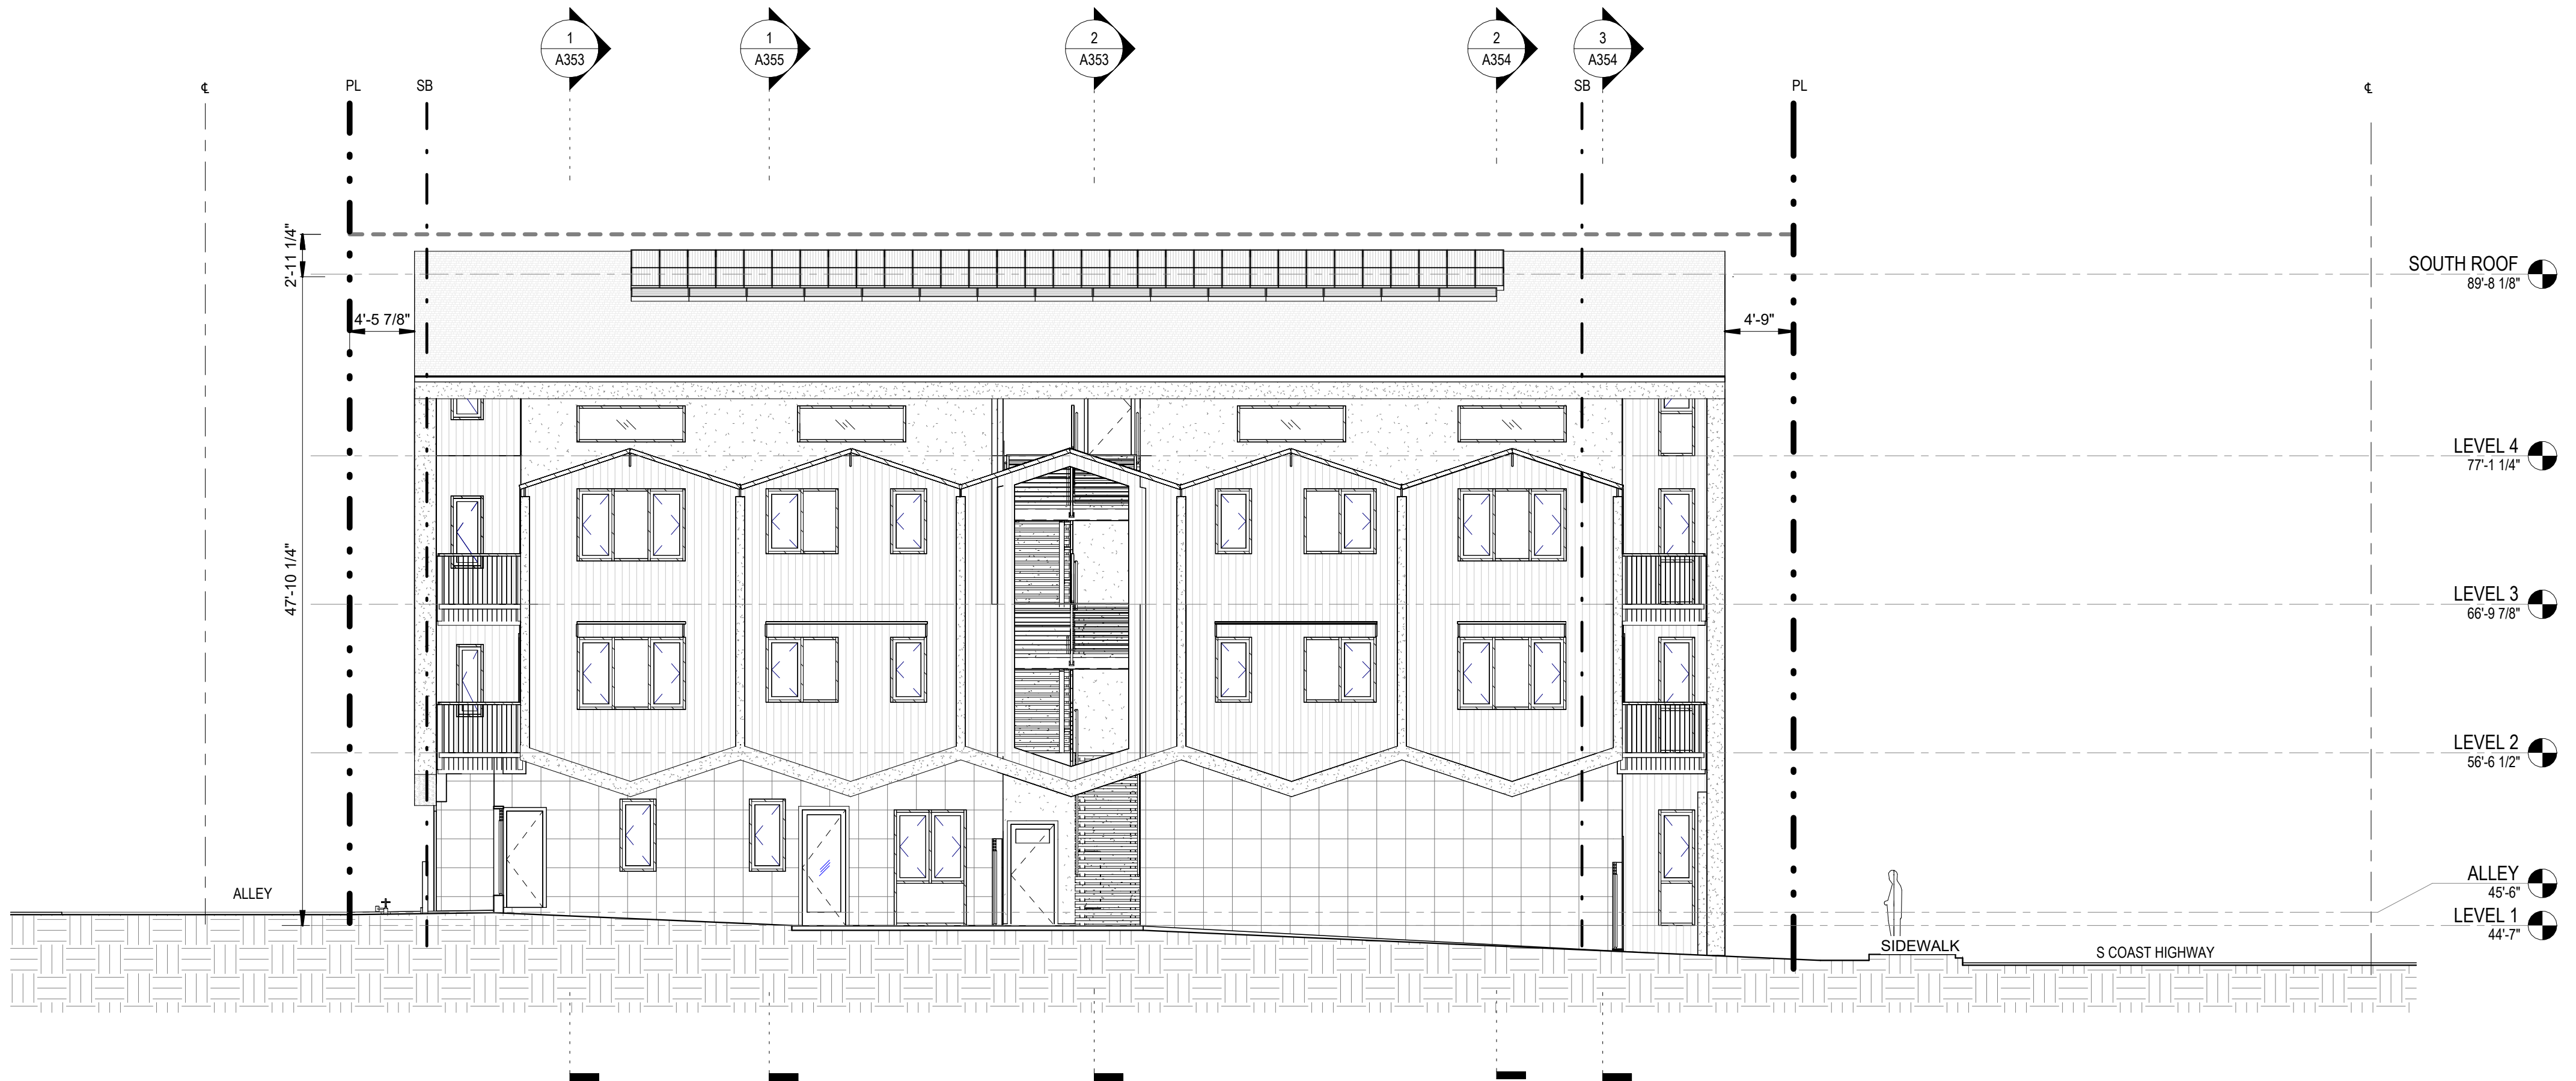 1
A353
1
A355
2
A353
2
A354
3
A354
℄
PL
SB
SB
PL
℄
2'-11 1/4"
SOUTH ROOF
89'-8 1/8"
4'-5 7/8"
4'-9"
LEVEL 4
77'-1 1/4"
47'-10 1/4"
LEVEL 3
66'-9 7/8"
LEVEL 2
56'-6 1/2"
ALLEY
ALLEY
45'-6"
LEVEL 1
44'-7"
SIDEWALK
S COAST HIGHWAY